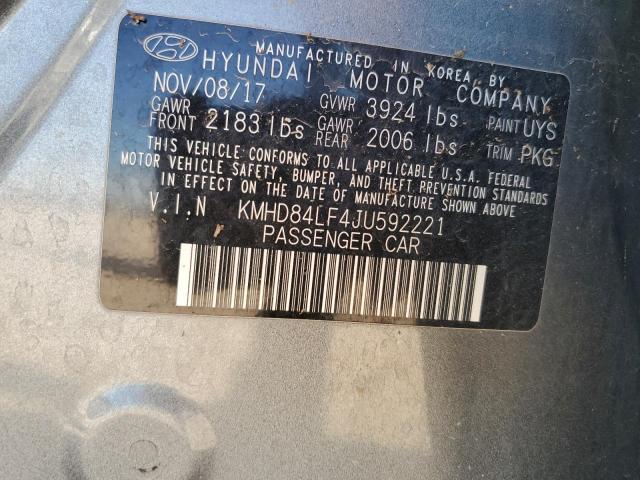 MANUFACTURED IN KOREA BY
HYUNDAI MOTOR COMPANY
NOV/08/17 GVWR 3924 lbs. PAINT UYS
GAWR FRONT 2183 lbs GAWR REAR 2006 lbs TRIM PKG
THIS VEHICLE CONFORMS TO ALL APPLICABLE U.S.A. FEDERAL
MOTOR VEHICLE SAFETY, BUMPER, AND THEFT PREVENTION STANDARDS
IN EFFECT ON THE DATE OF MANUFACTURE SHOWN ABOVE
V.I.N KMHD84LF4JU592221
PASSENGER CAR